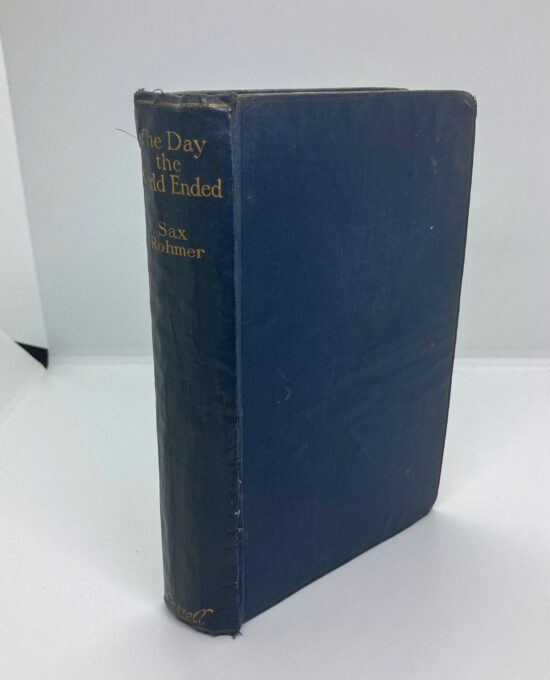 The Day
the
World Ended
Sax
Rohmer
Cassell